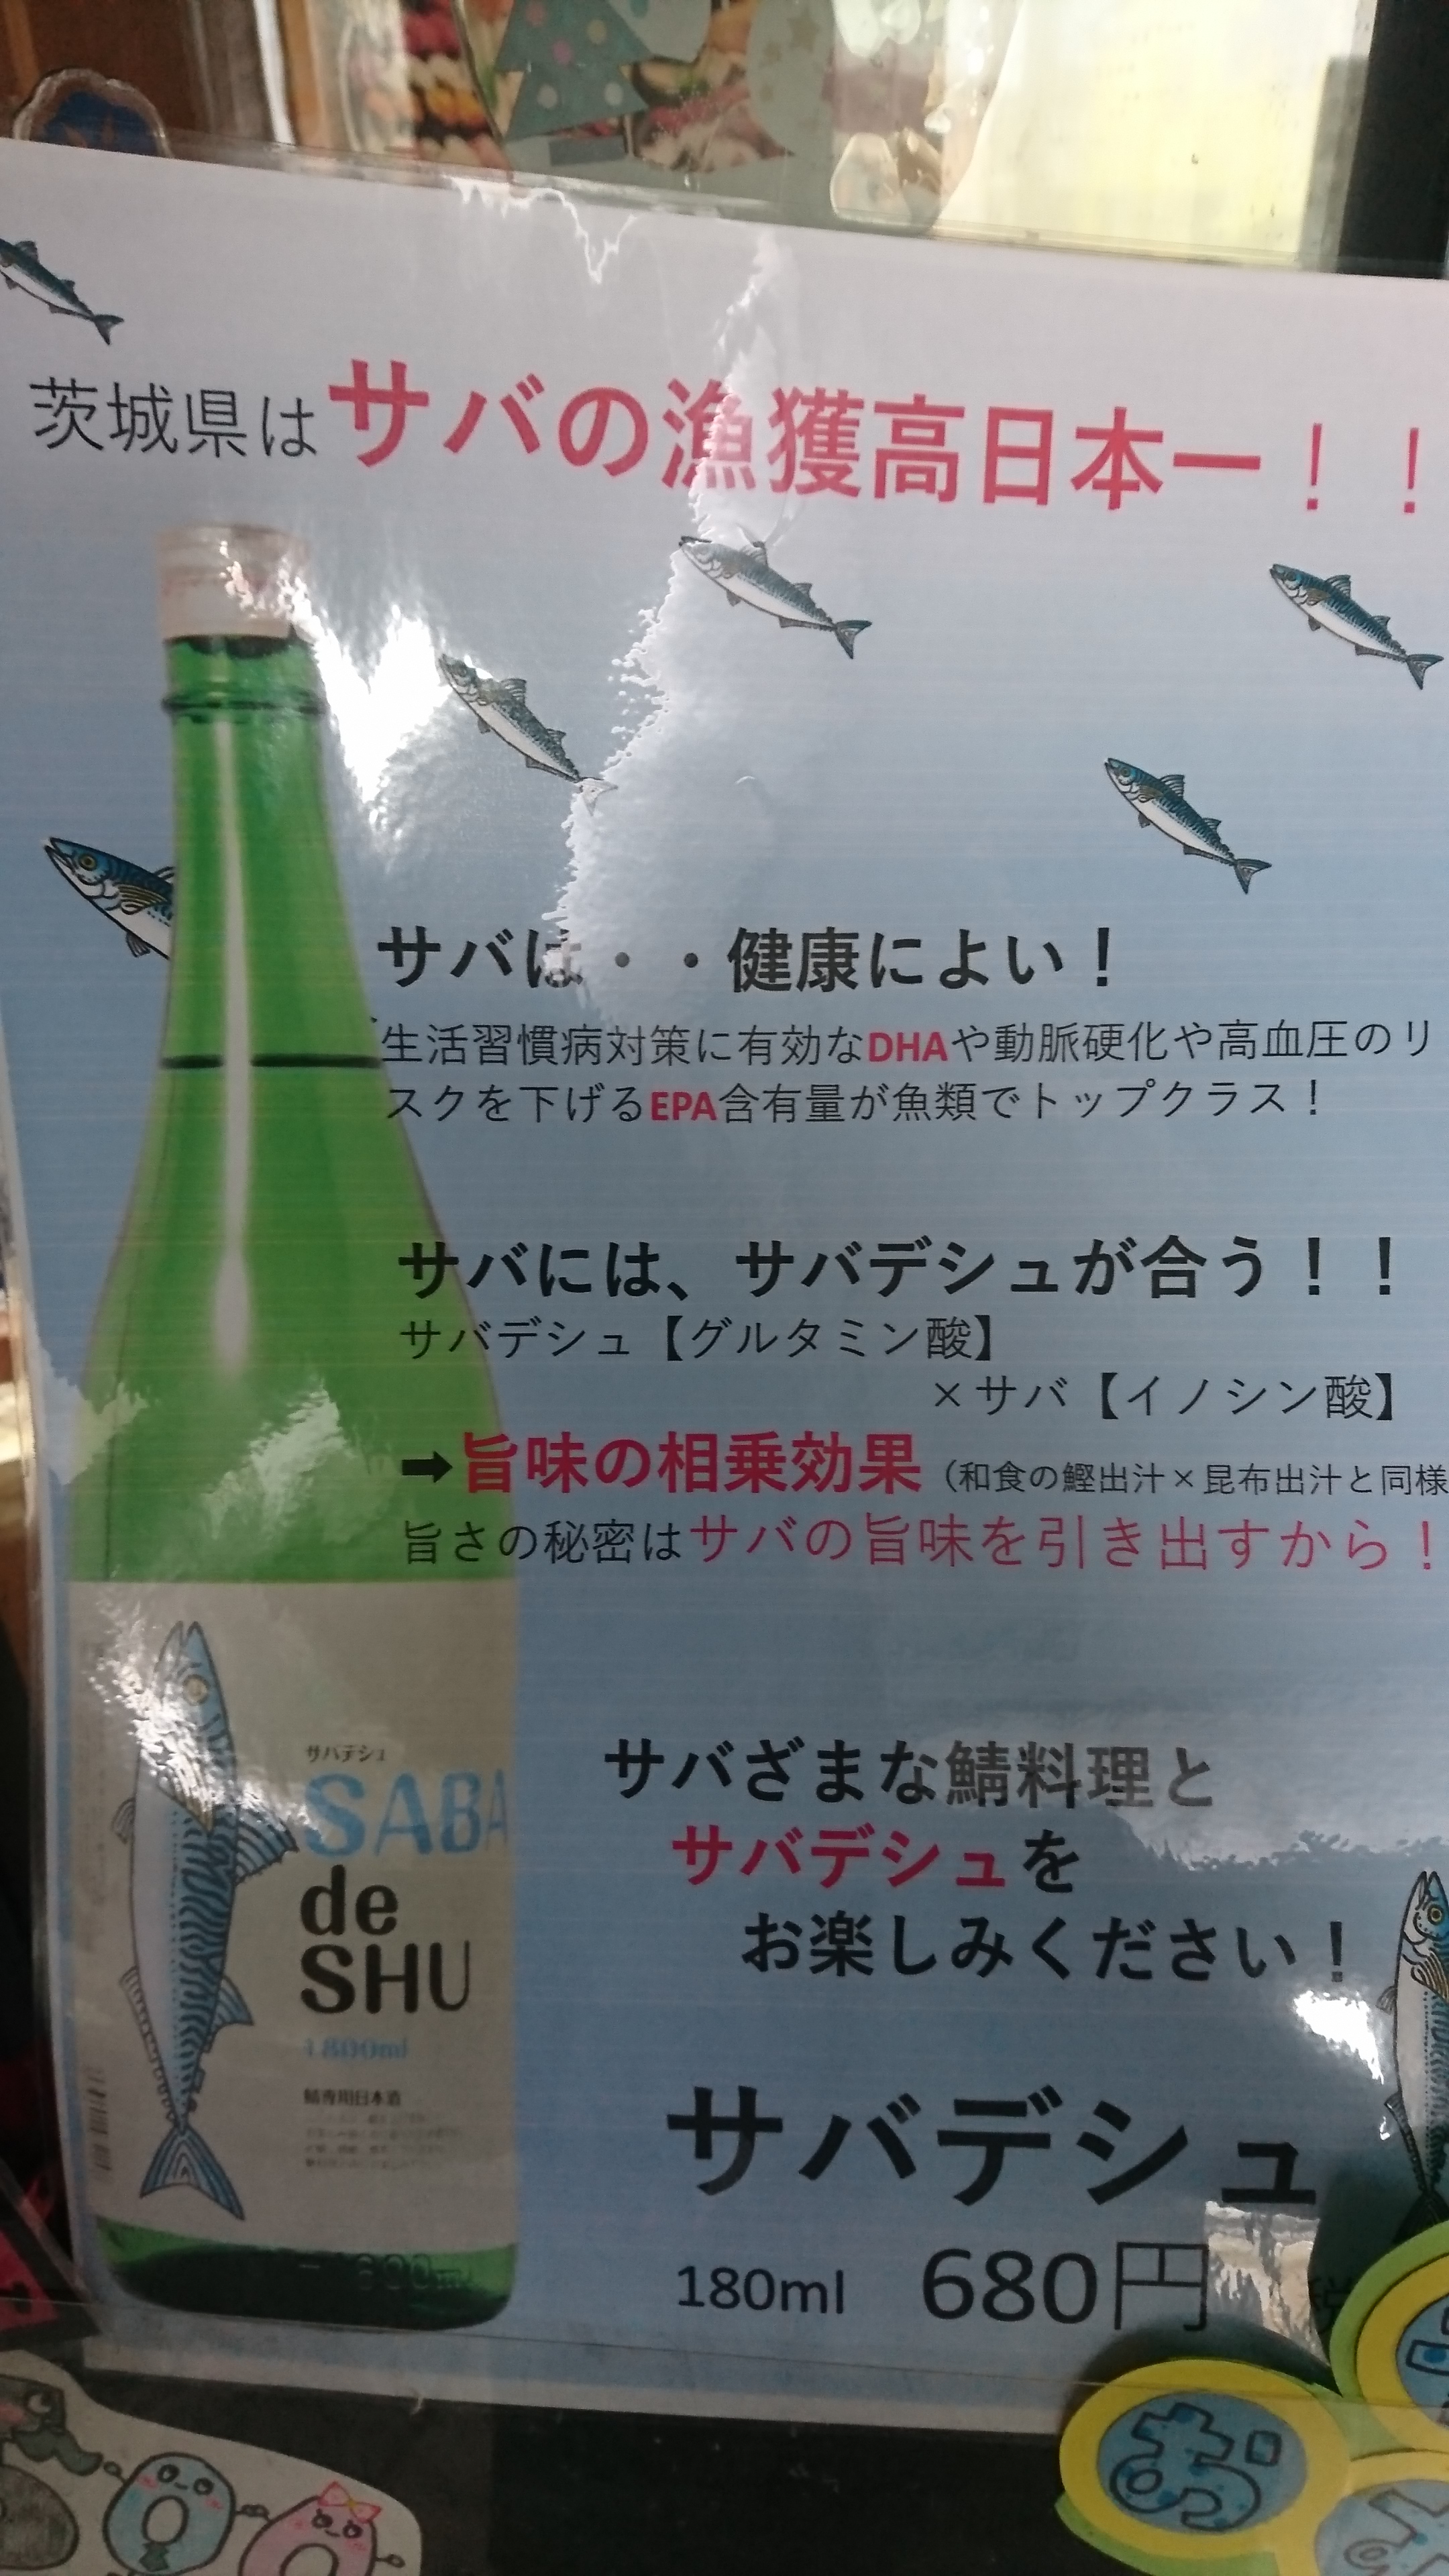 茨城県はサバの漁獲高日本一！！
サバは・・健康によい！
生活習慣病対策に有効なDHAや動脈硬化や高血圧のリ
スクを下げるEPA含有量が魚類でトップクラス！
サバには、サバデシュが合う！！
サバデシュ【グルタミン酸】
×サバ【イノシン酸】
➡旨味の相乗効果（和食の鰹出汁×昆布出汁と同様
旨さの秘密はサバの旨味を引き出すから！
サバデシュ
SABA
de
SHU
1800ml
鯖専用日本酒
サバざまな鯖料理と
サバデシュを
お楽しみください！
サバデシュ
180ml 680円 税
お